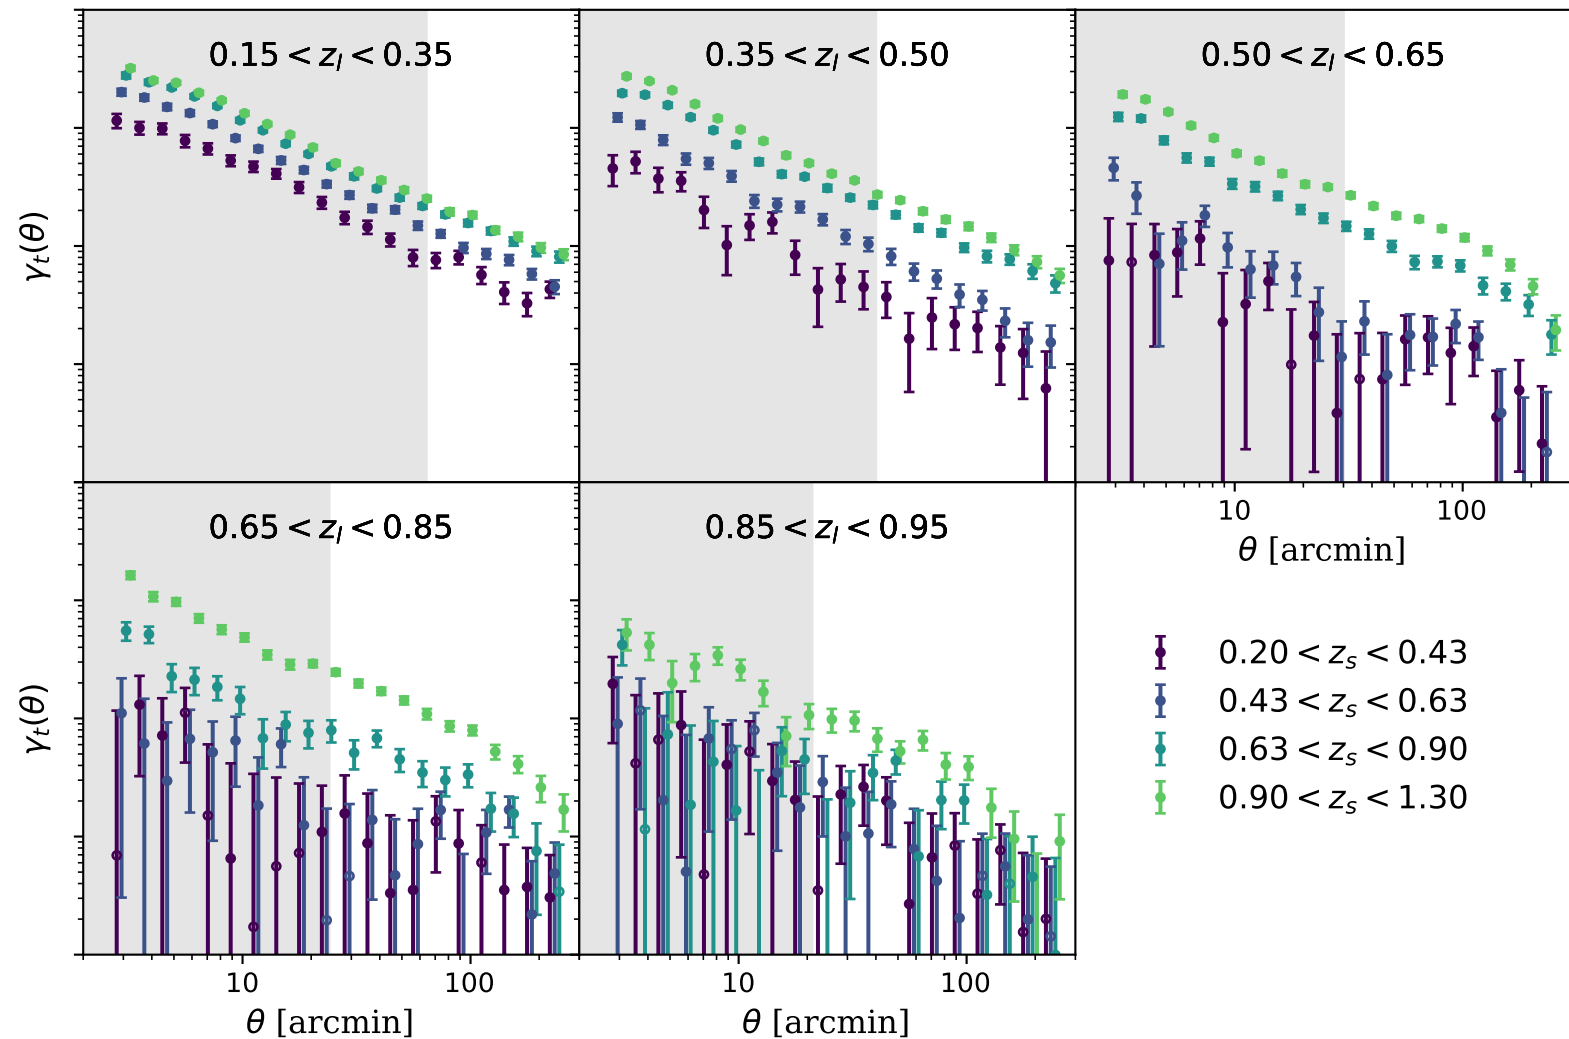 0.15 < z_l < 0.35
0.35 < z_l < 0.50
0.50 < z_l < 0.65
γ_t(θ)
10 100
θ [arcmin]
0.65 < z_l < 0.85
0.85 < z_l < 0.95
γ_t(θ)
0.20 < z_s < 0.43
0.43 < z_s < 0.63
0.63 < z_s < 0.90
0.90 < z_s < 1.30
10 100
10 100
θ [arcmin]
θ [arcmin]